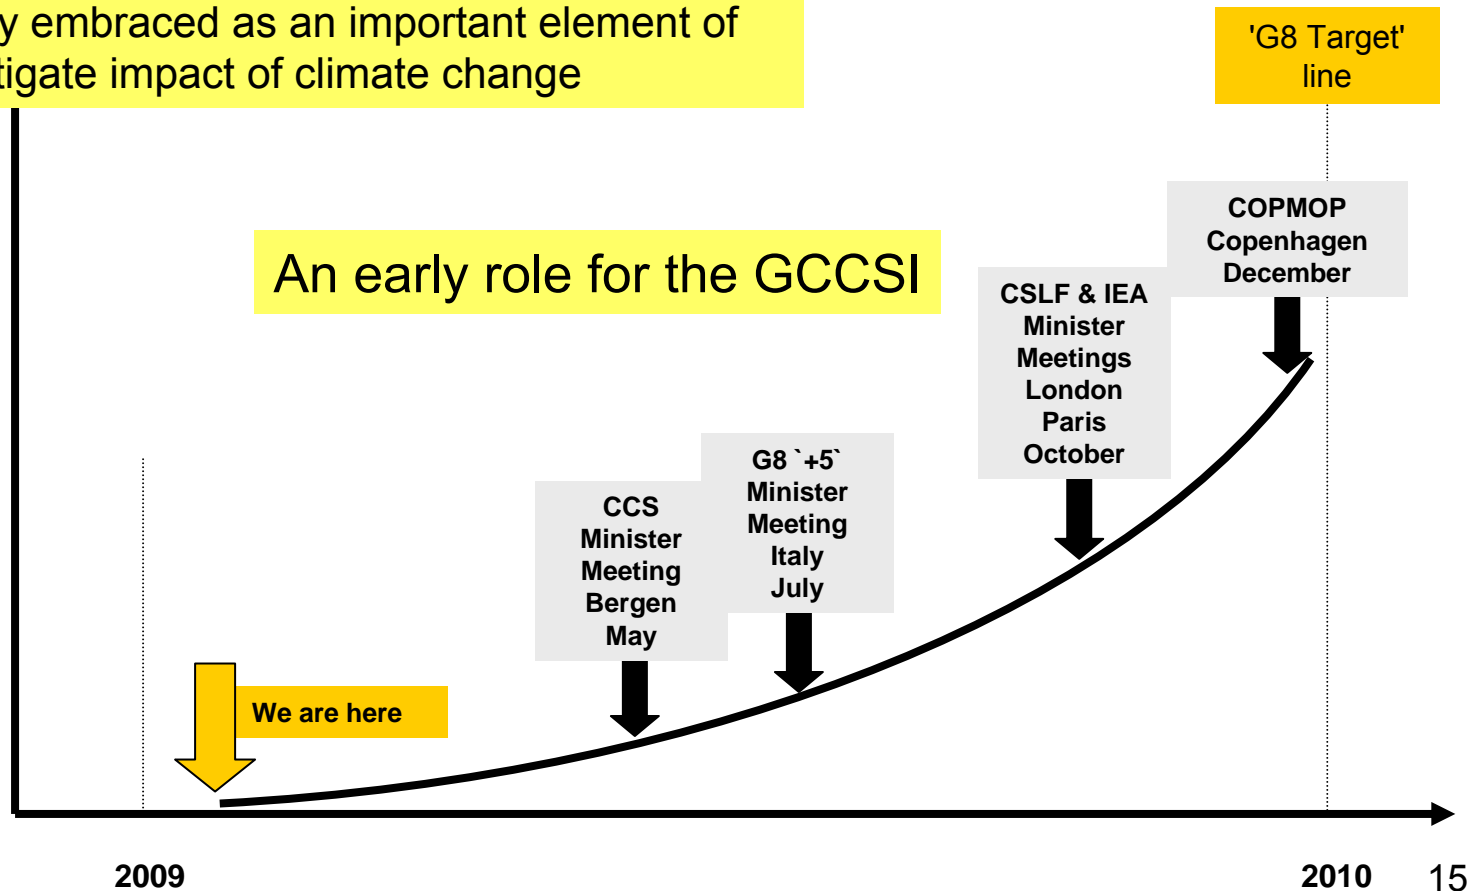 embraced as an important element of
impact of climate change
'G8 Target'
line
An early role for the GCCSI
COPMOP
Copenhagen
December
CSLF & IEA
Minister
Meetings
London
Paris
October
G8 `+5`
Minister
Meeting
Italy
July
CCS
Minister
Meeting
Bergen
May
We are here
2009
2010
15